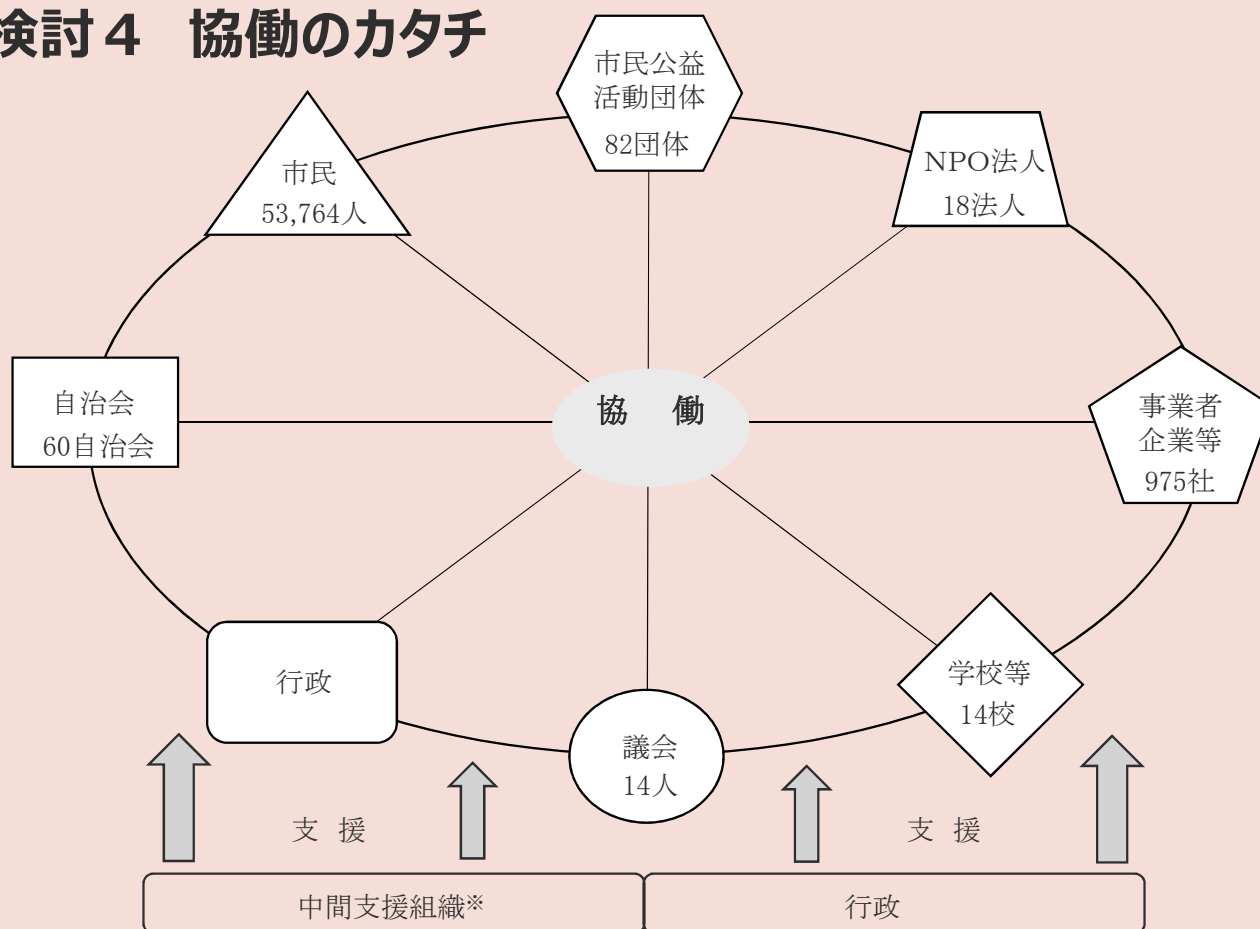 検討４　協働のカタチ
市民公益
活動団体
82団体
市民
53,764人
NPO法人
18法人
自治会
60自治会
協　働
事業者
企業等
975社
行政
学校等
14校
議会
14人
支 援
支 援
中間支援組織※
行政